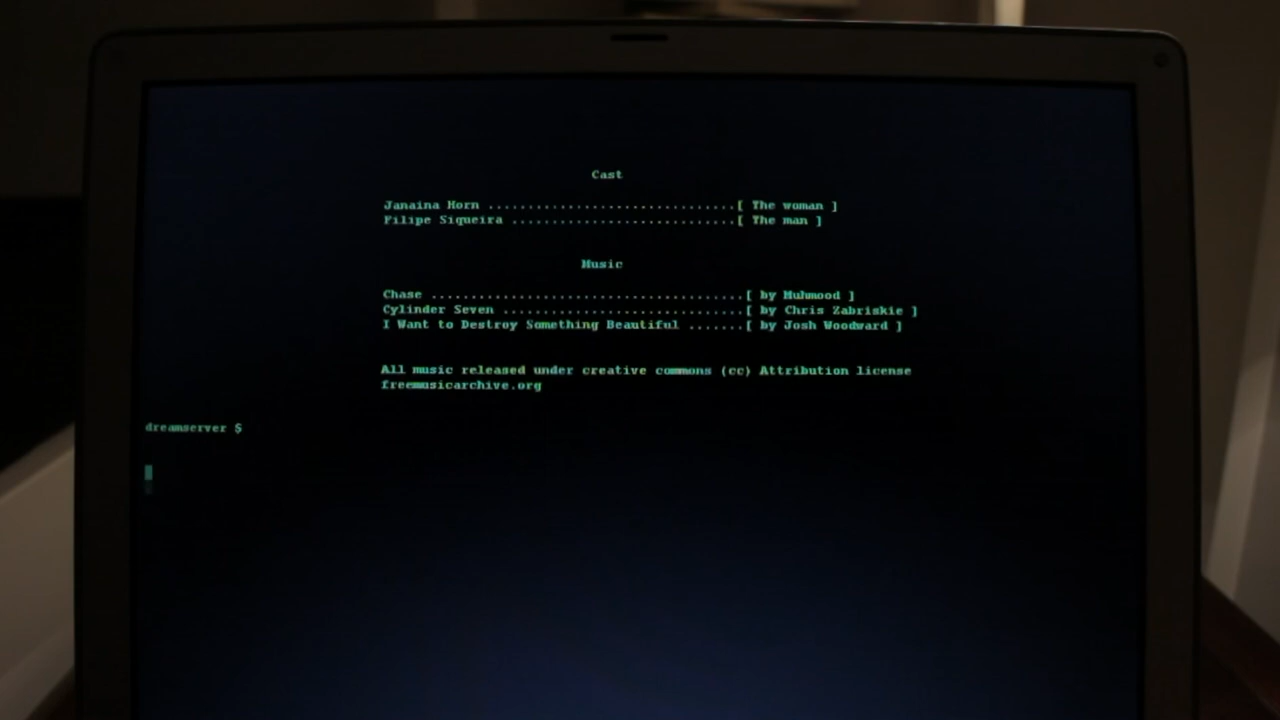 Cast
Janaina Horn ...............................[ The woman ]
Filipe Siqueira ............................[ The man ]
Music
Chase .......................................[ by Muhmood ]
Cylinder Seven ..............................[ by Chris Zabriskie ]
I Want to Destroy Something Beautiful .......[ by Josh Woodward ]
All music released under creative commons (cc) Attribution license
freemusicarchive.org
dreamserver $